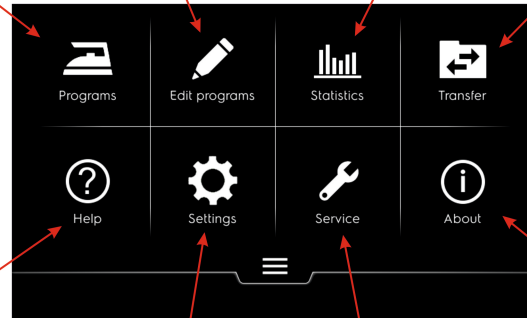 Programs
Edit programs
Statistics
Transfer
Help
Settings
Service
About